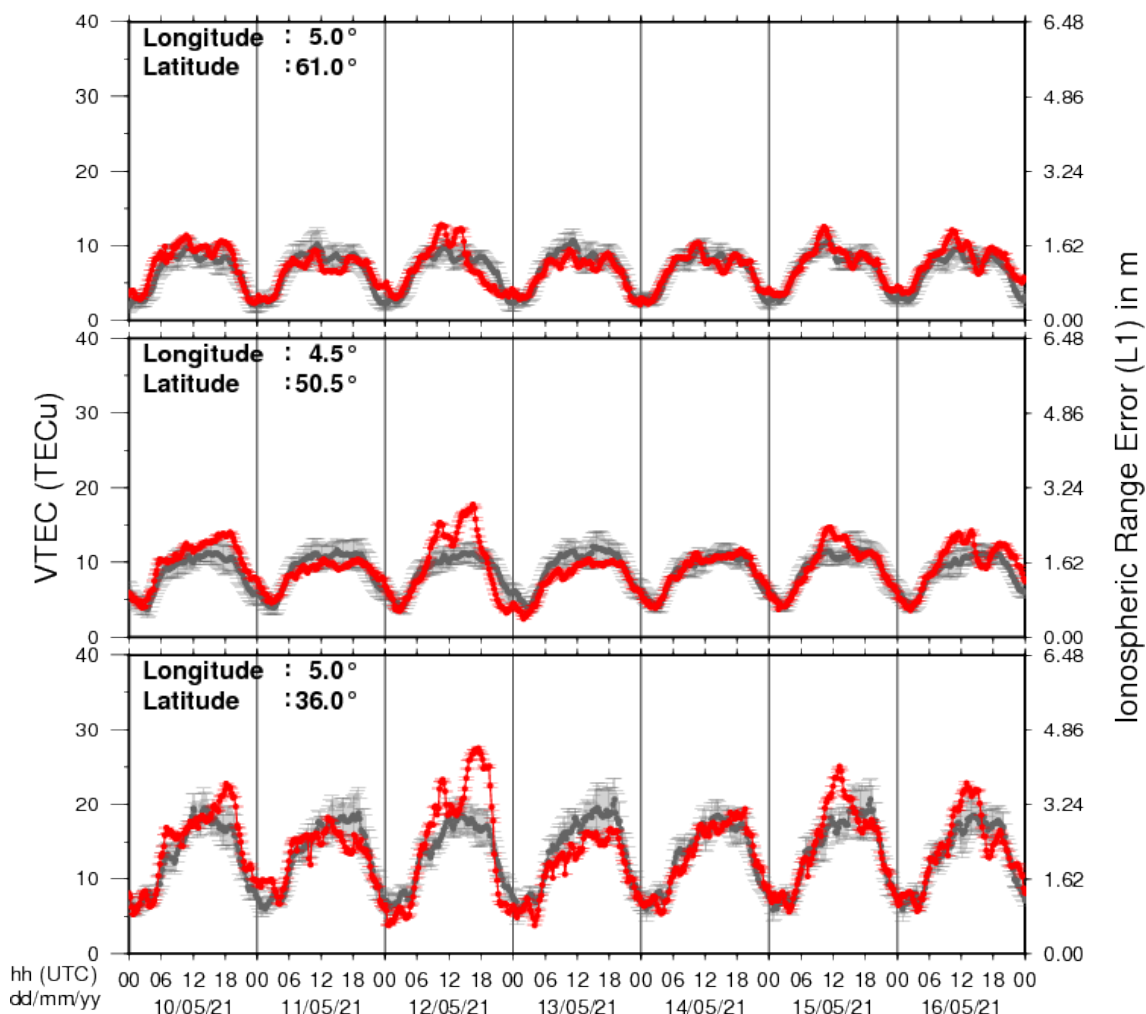 40 6.48
Longitude : 5.0°
Latitude :61.0°
30 4.86
20 3.24
10 1.62
0 0.00
40 6.48
Longitude : 4.5°
Latitude :50.5°
30 4.86
20 3.24
10 1.62
0 0.00
40 6.48
Longitude : 5.0°
Latitude :36.0°
30 4.86
20 3.24
10 1.62
0 0.00
VTEC (TECu)
Ionospheric Range Error (L1) in m
hh (UTC) 00 06 12 18 00 06 12 18 00 06 12 18 00 06 12 18 00 06 12 18 00 06 12 18 00 06 12 18 00
dd/mm/yy 10/05/21 11/05/21 12/05/21 13/05/21 14/05/21 15/05/21 16/05/21